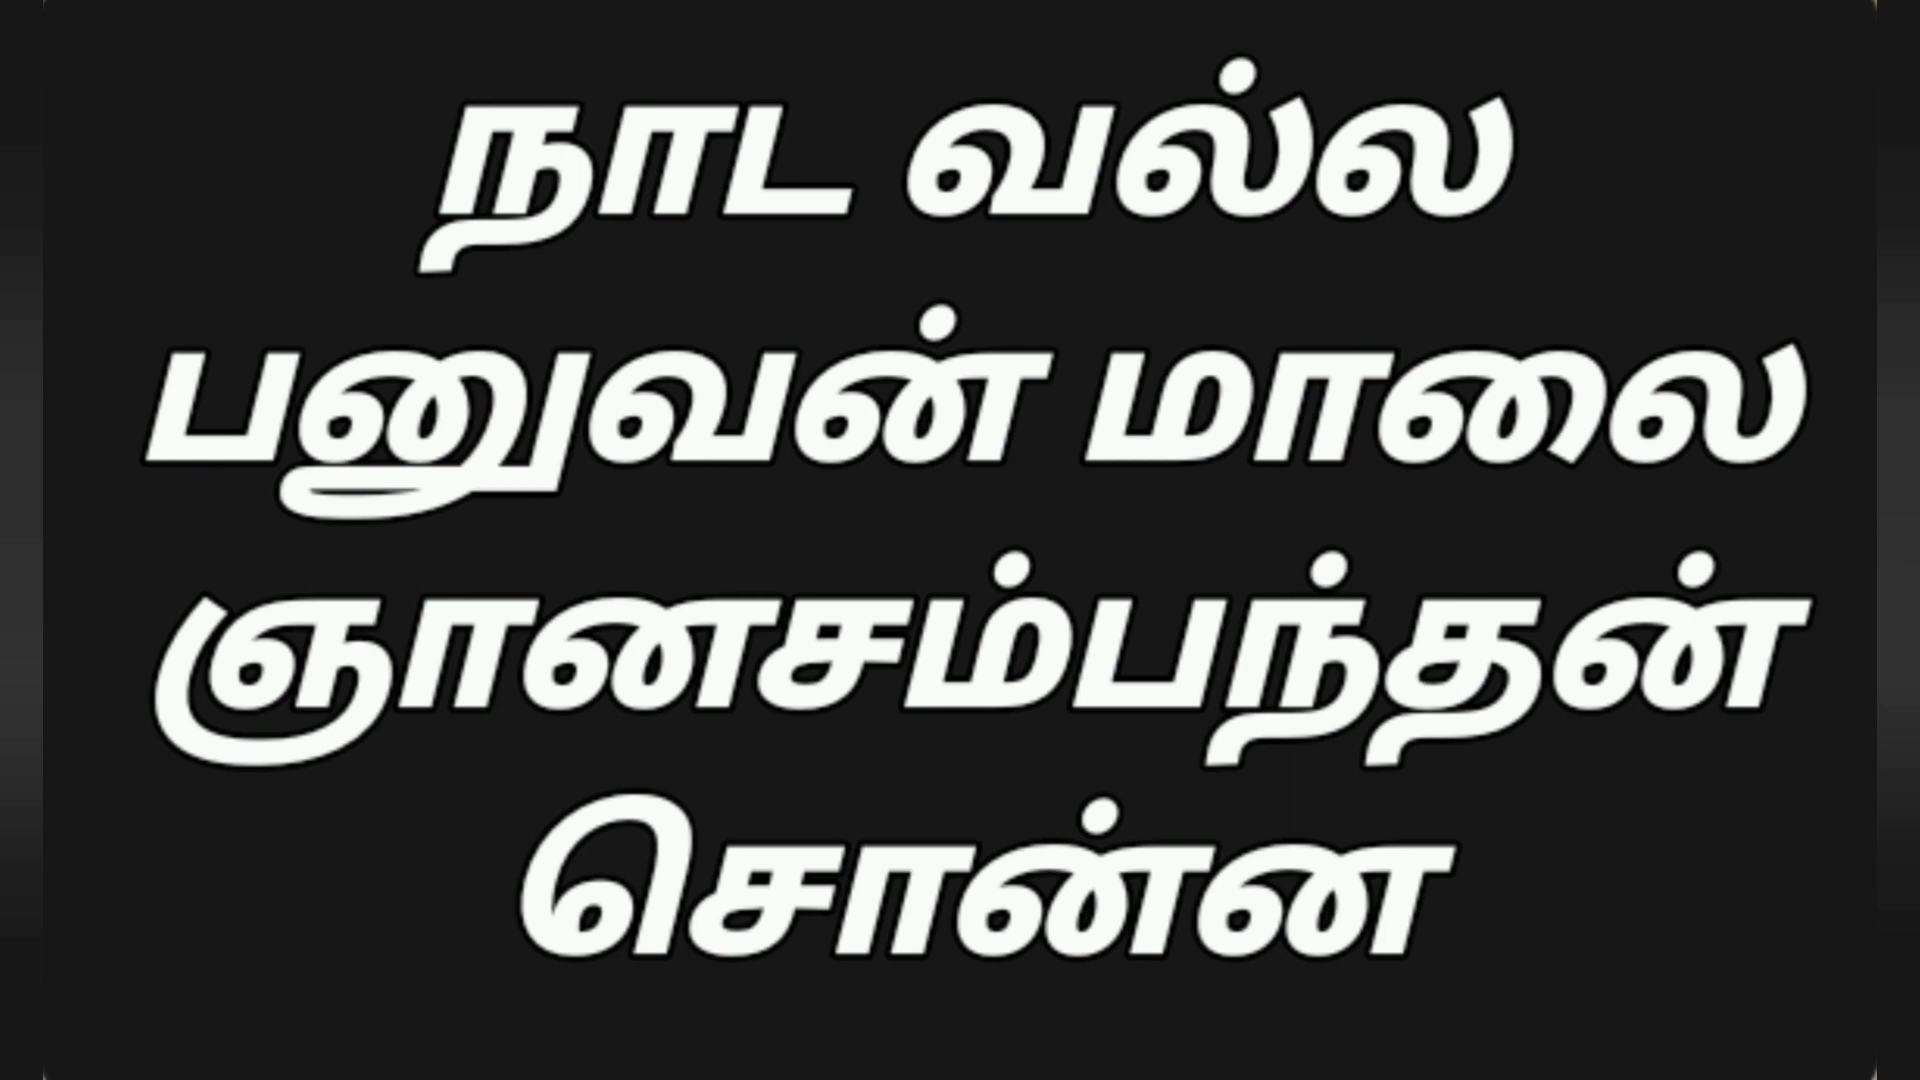 நாட வல்ல
பனுவன் மாலை
ஞானசம்பந்தன்
சொன்ன